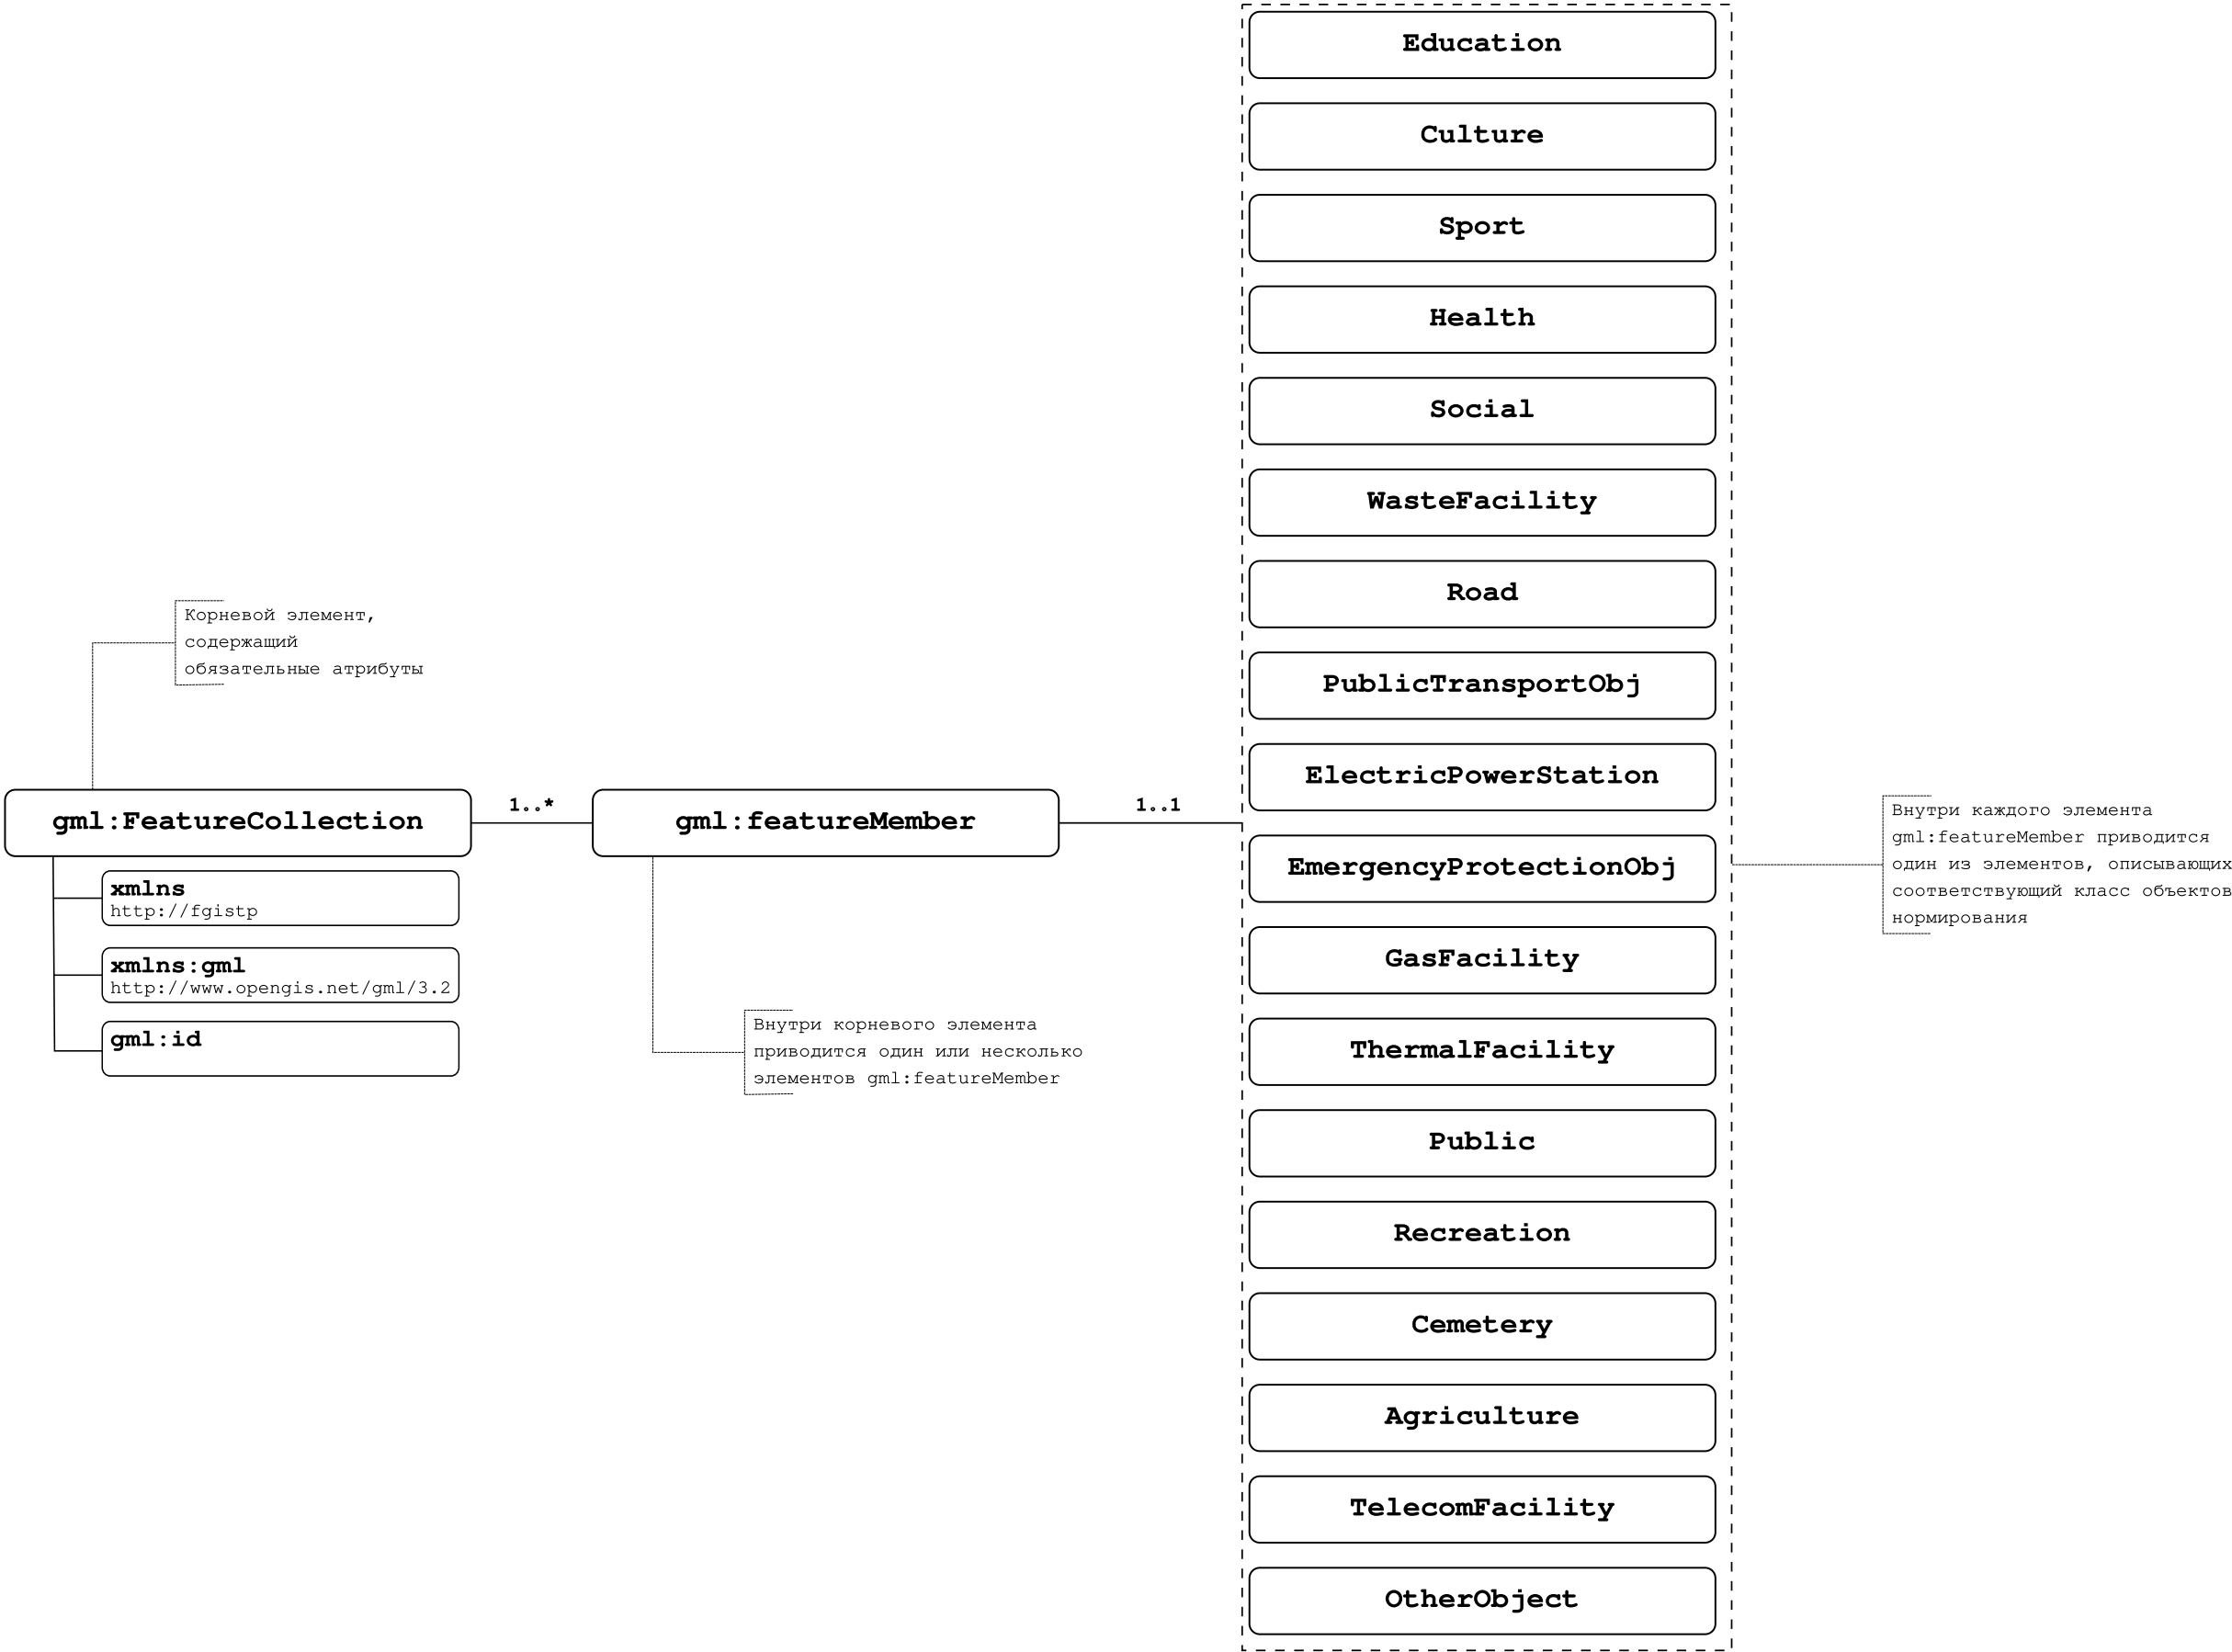 Корневой элемент,
содержащий
обязательные атрибуты
gml:FeatureCollection
xmlns
http://fgistp
xmlns:gml
http://www.opengis.net/gml/3.2
gml:id
1..*
gml:featureMember
Внутри корневого элемента
приводится один или несколько
элементов gml:featureMember
1..1
Education
Culture
Sport
Health
Social
WasteFacility
Road
PublicTransportObj
ElectricPowerStation
EmergencyProtectionObj
GasFacility
ThermalFacility
Public
Recreation
Cemetery
Agriculture
TelecomFacility
OtherObject
Внутри каждого элемента
gml:featureMember приводится
один из элементов, описывающих
соответствующий класс объектов
нормирования